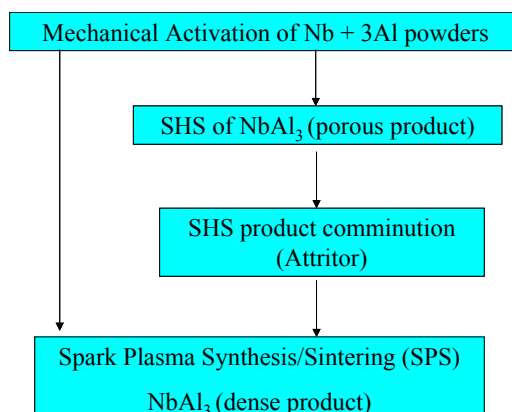 Mechanical Activation of Nb + 3Al powders
SHS of NbAl₃ (porous product)
SHS product comminution
(Attritor)
Spark Plasma Synthesis/Sintering (SPS)
NbAl₃ (dense product)